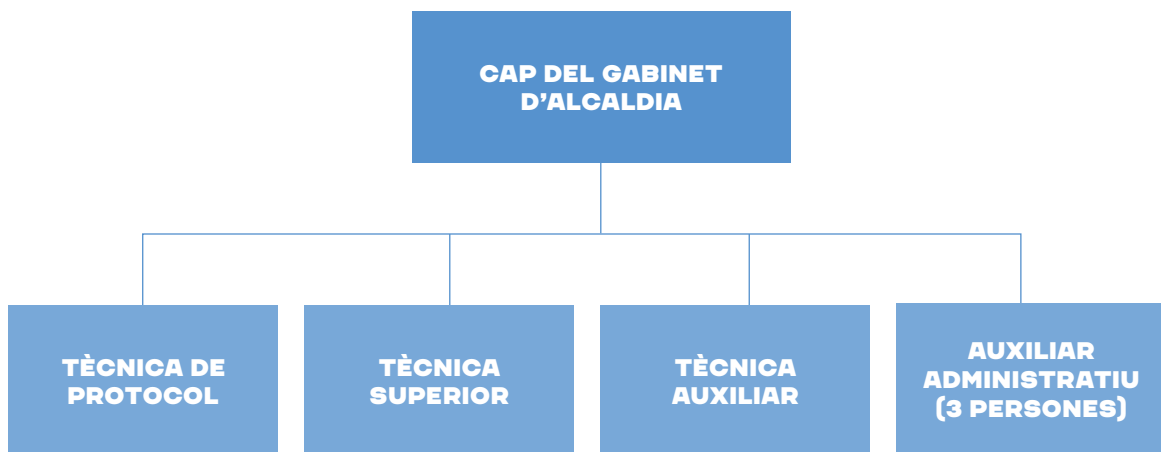 CAP DEL GABINET
D’ALCALDIA
TÈCNICA DE
PROTOCOL
TÈCNICA
SUPERIOR
TÈCNICA
AUXILIAR
AUXILIAR
ADMINISTRATIU
(3 PERSONES)